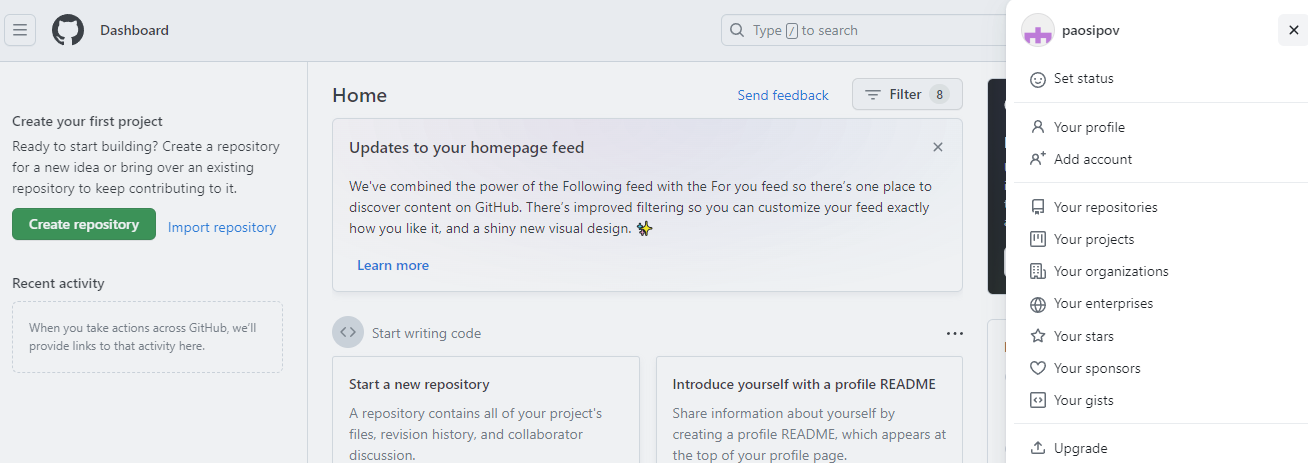 Dashboard
Type / to search
Create your first project
Ready to start building? Create a repository
for a new idea or bring over an existing
repository to keep contributing to it.
Create repository
Import repository
Recent activity
When you take actions across GitHub, we'll
provide links to that activity here.
Home
Send feedback
Filter 8
Updates to your homepage feed
We've combined the power of the Following feed with the For you feed so there's one place to
discover content on GitHub. There's improved filtering so you can customize your feed exactly
how you like it, and a shiny new visual design. ✨
Learn more
Start writing code
Start a new repository
A repository contains all of your project's
files, revision history, and collaborator
discussion.
Introduce yourself with a profile README
Share information about yourself by
creating a profile README, which appears at
the top of your profile page.
paosipov
Set status
Your profile
Add account
Your repositories
Your projects
Your organizations
Your enterprises
Your stars
Your sponsors
Your gists
Upgrade